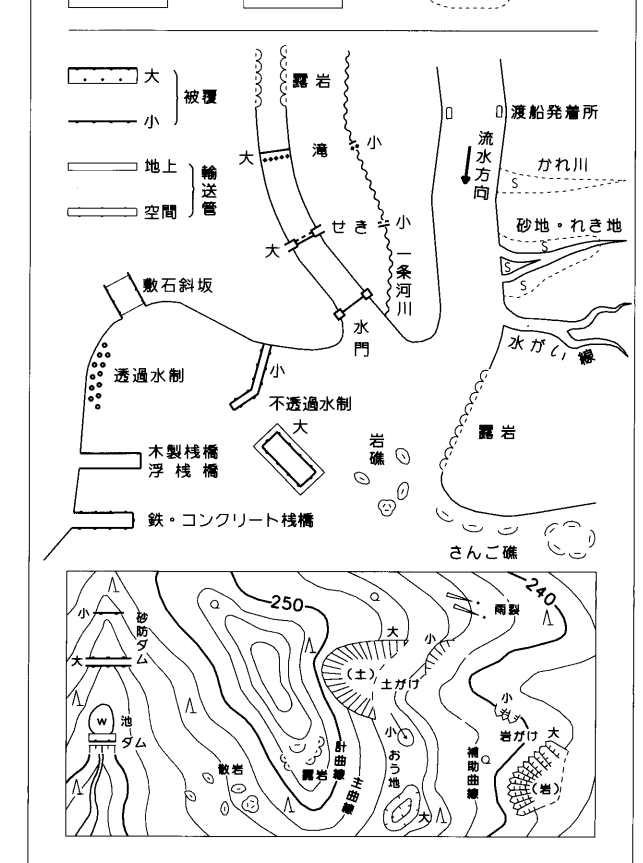 大
小
被覆
地上
空間
輸送管
露岩
大
滝
小
せき
小
大
一条河川
水門
渡船発着所
流水方向
かれ川
S
砂地・れき地
S
S
S
水がい線
敷石斜坂
透過水制
小
不透過水制
大
木製桟橋
浮桟橋
鉄・コンクリート桟橋
岩礁
露岩
さんご礁
小
砂防ダム
大
W
池
ダム
250
大
小
(土)
土がけ
雨裂
240
小
岩がけ
大
(岩)
散岩
露岩
計曲線
主曲線
小
おう地
大
補助曲線